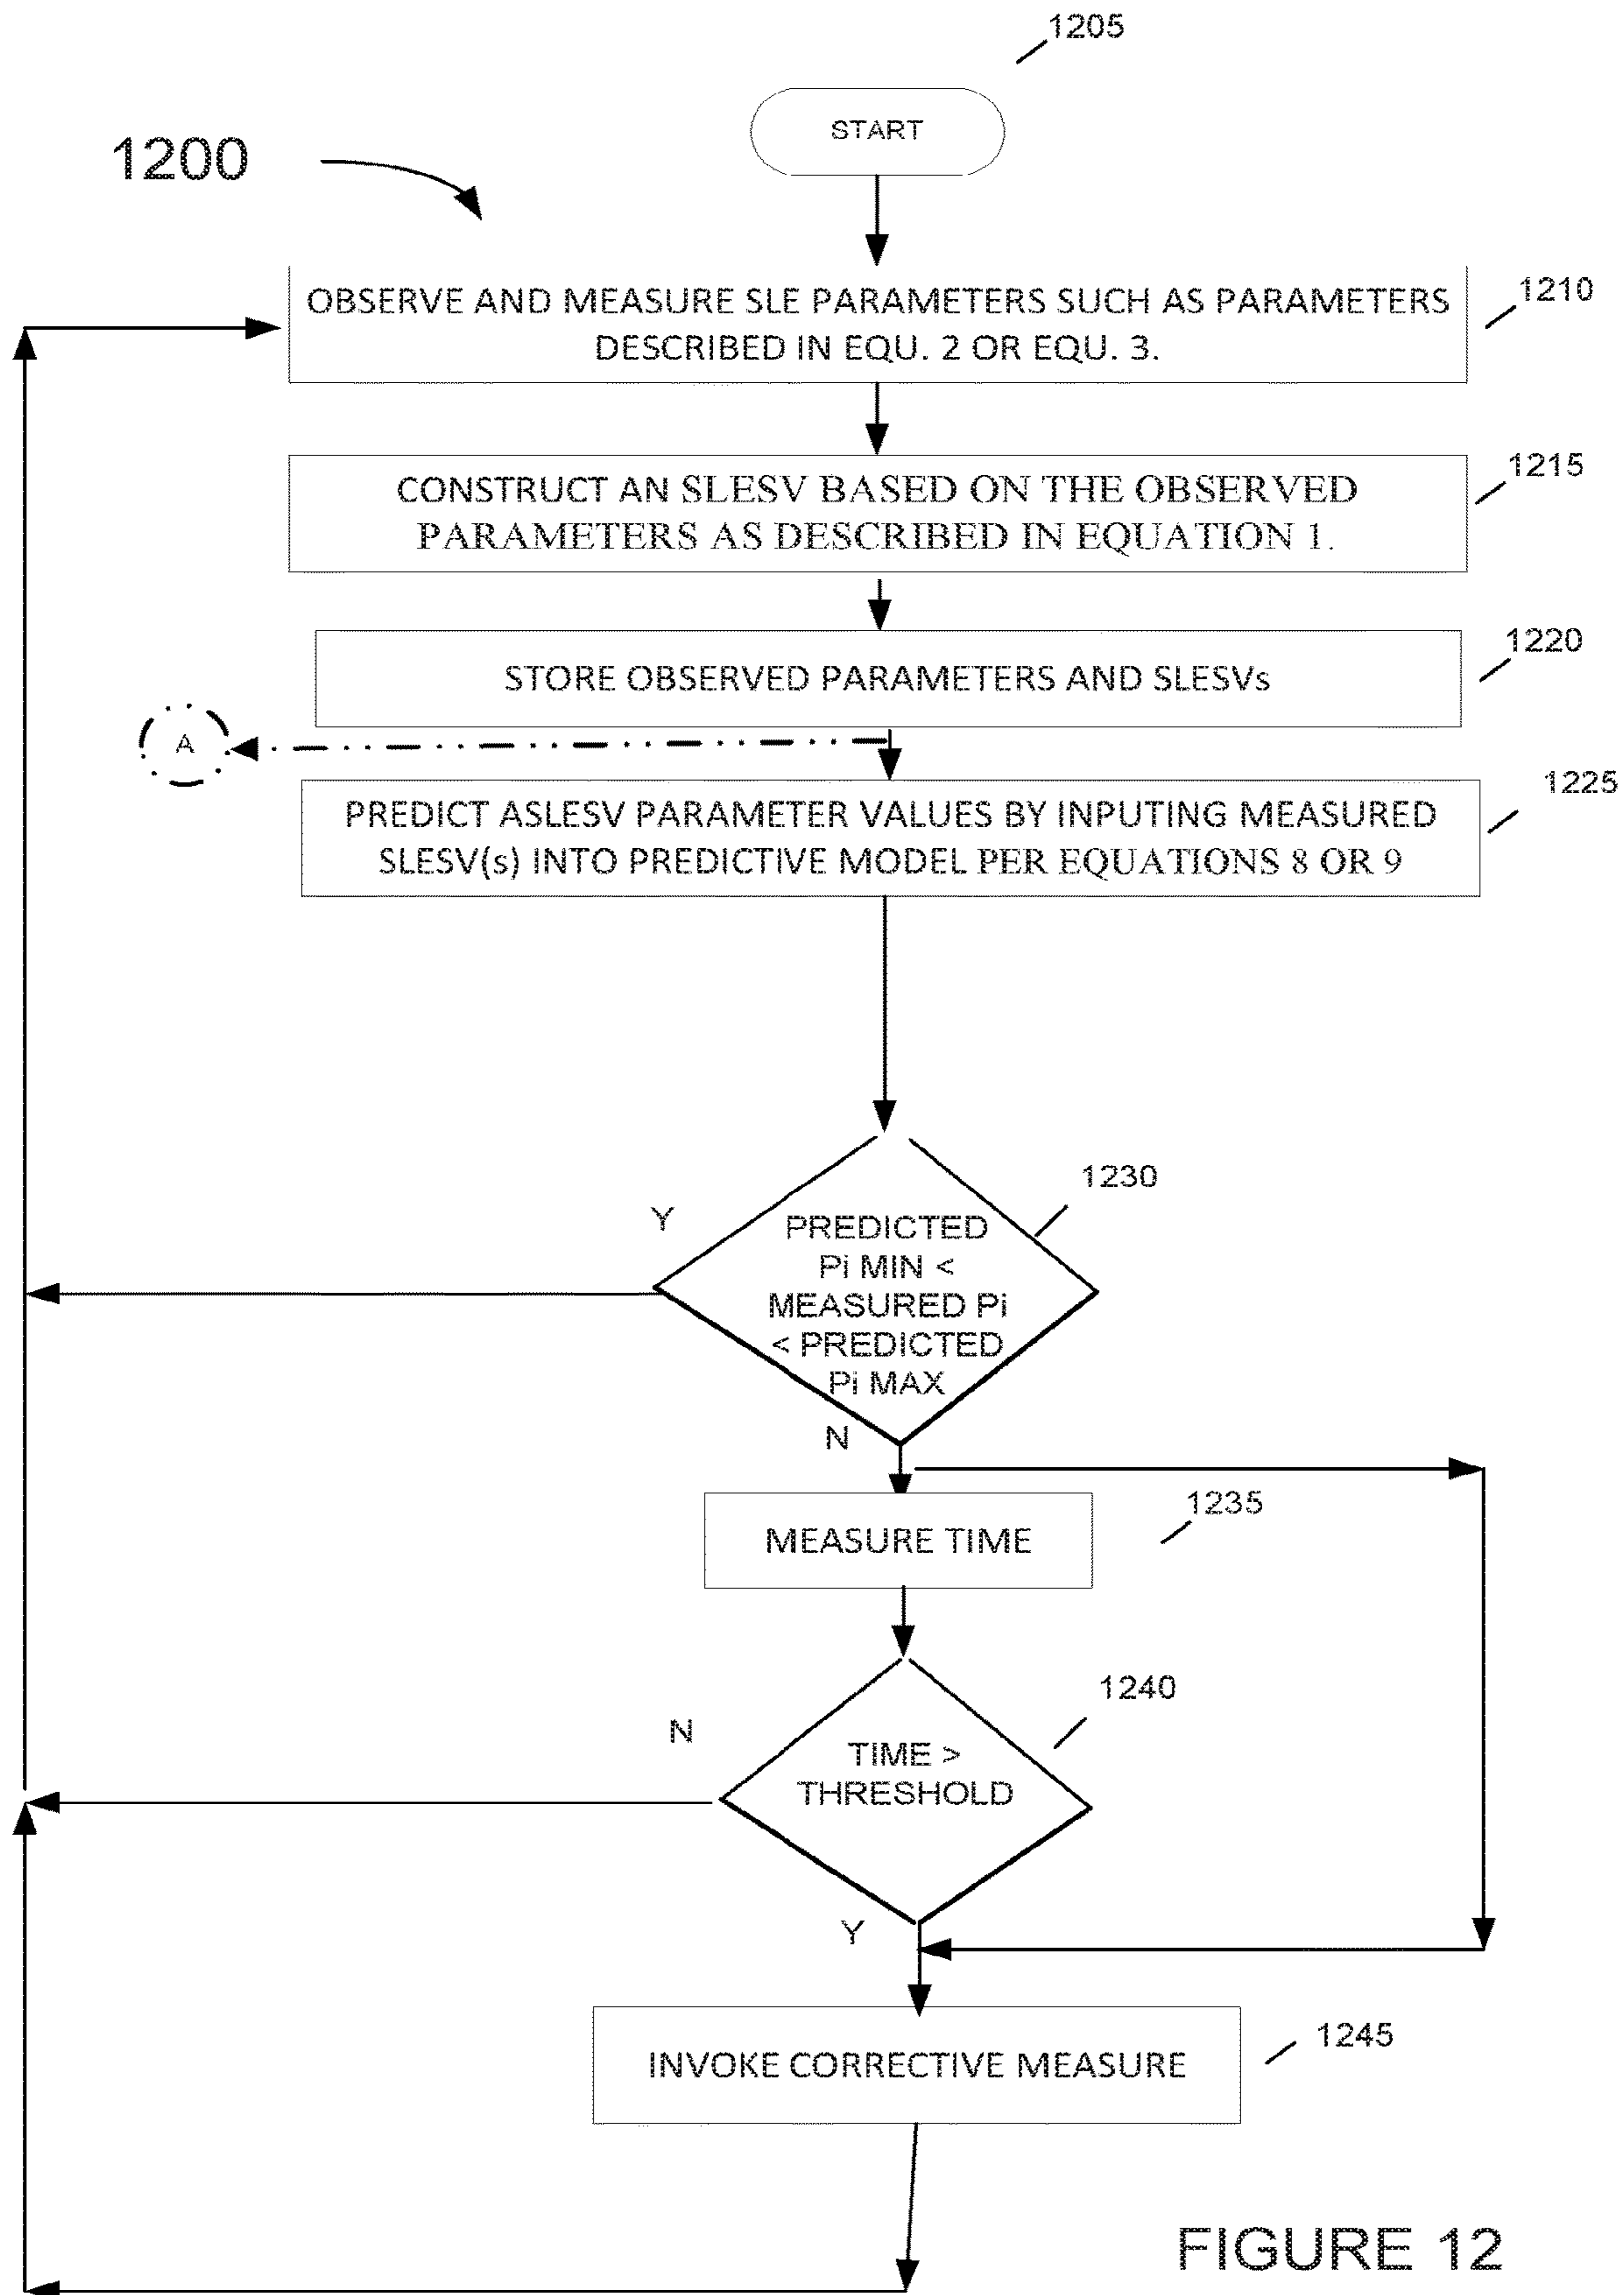 1205
START
1200
OBSERVE AND MEASURE SLE PARAMETERS SUCH AS PARAMETERS
DESCRIBED IN EQU. 2 OR EQU. 3.
1210
CONSTRUCT AN SLESV BASED ON THE OBSERVED
PARAMETERS AS DESCRIBED IN EQUATION 1.
1215
STORE OBSERVED PARAMETERS AND SLESVs
1220
A
PREDICT ASLESV PARAMETER VALUES BY INPUTING MEASURED
SLESV(s) INTO PREDICTIVE MODEL PER EQUATIONS 8 OR 9
1225
1230
Y
PREDICTED
Pi MIN <
MEASURED Pi
< PREDICTED
Pi MAX
N
MEASURE TIME
1235
1240
N
TIME >
THRESHOLD
Y
INVOKE CORRECTIVE MEASURE
1245
FIGURE 12